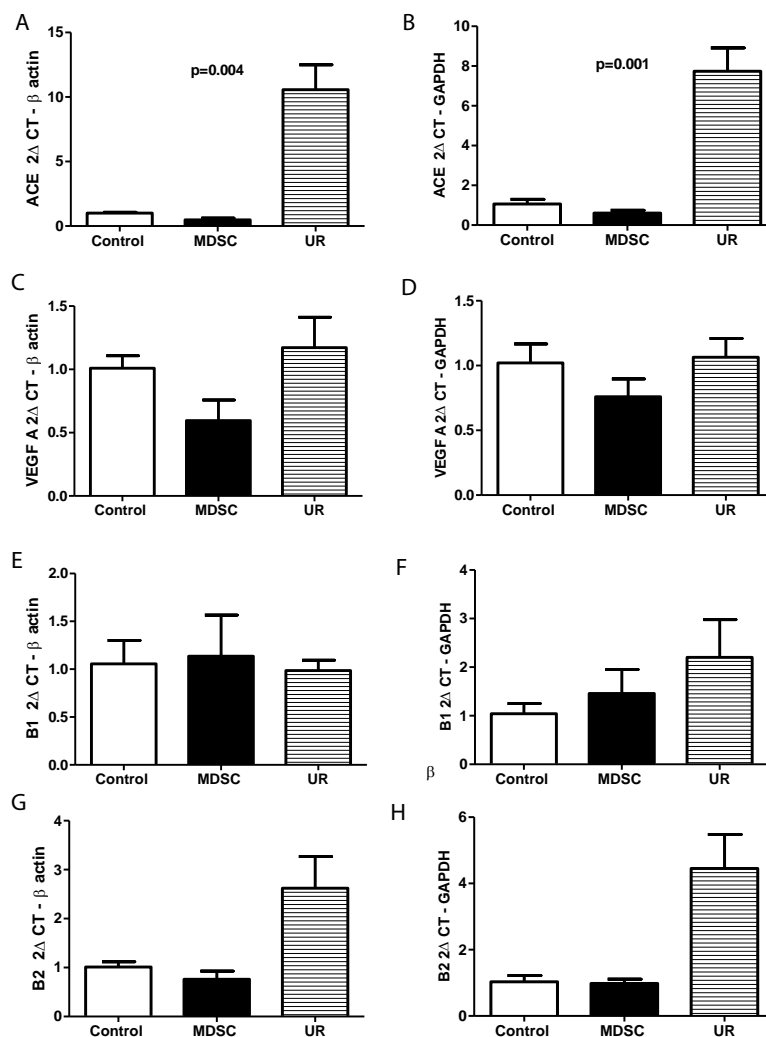 A
ACE 2Δ CT - β actin
15
10
5
0
p=0.004
Control MDSC UR
B
ACE 2Δ CT - GAPDH
10
8
6
4
2
0
p=0.001
Control MDSC UR
C
VEGF A 2Δ CT - β actin
1.5
1.0
0.5
0.0
Control MDSC UR
D
VEGF A 2Δ CT - GAPDH
1.5
1.0
0.5
0.0
Control MDSC UR
E
B1 2Δ CT - β actin
2.0
1.5
1.0
0.5
0.0
Control MDSC UR
F
B1 2Δ CT - GAPDH
4
3
2
1
0
β
Control MDSC UR
G
B2 2Δ CT - β actin
4
3
2
1
0
Control MDSC UR
H
B2 2Δ CT - GAPDH
6
4
2
0
Control MDSC UR